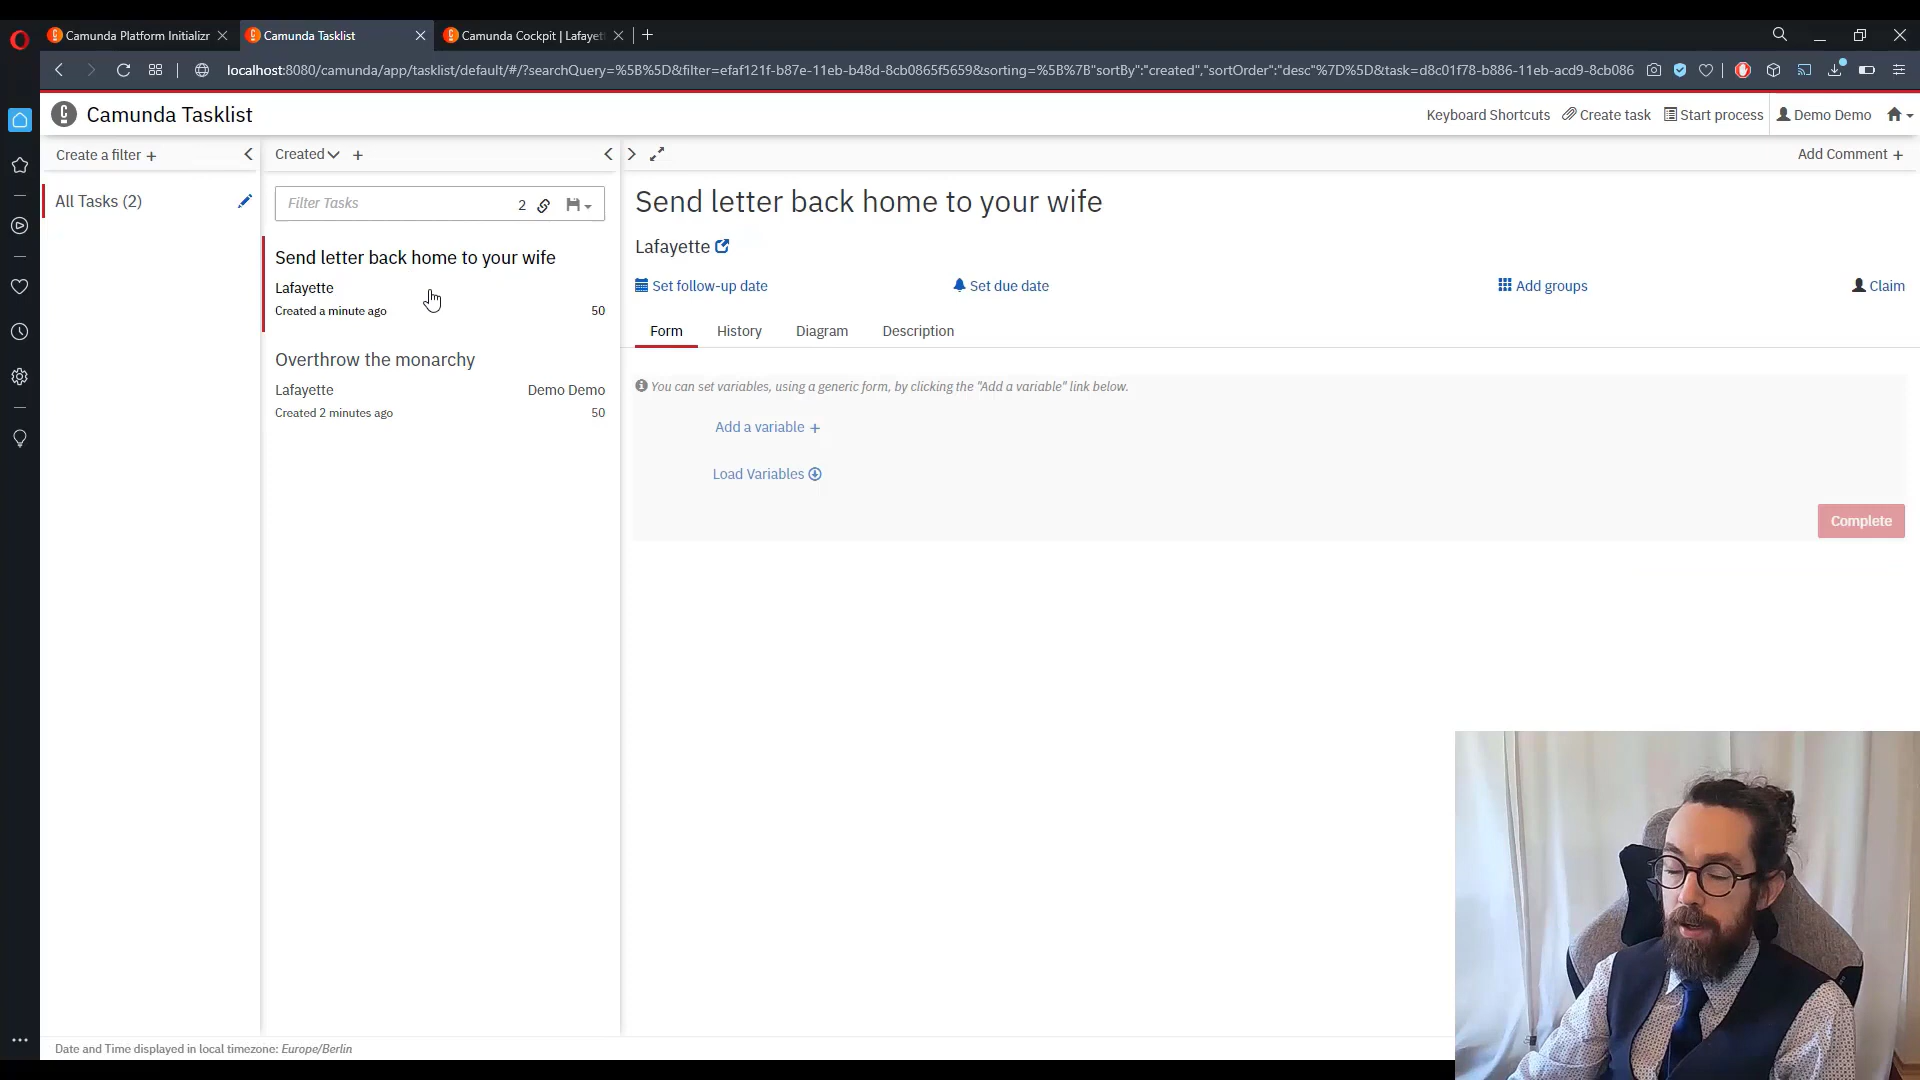 Camunda Platform Initializr
Camunda Tasklist
Camunda Cockpit | Lafayet
localhost:8080/camunda/app/tasklist/default/#/?searchQuery=%5B%5D&filter=efaf121f-b87e-11eb-b48d-8cb0865f5659&sorting=%5B%7B"sortBy":"created","sortOrder":"desc"%7D%5D&task=d8c01f78-b886-11eb-acd9-8cb086
Camunda Tasklist
Keyboard Shortcuts
Create task
Start process
Demo Demo
Create a filter +
Created
Add Comment +
All Tasks (2)
Filter Tasks
2
Send letter back home to your wife
Lafayette
Created a minute ago
50
Overthrow the monarchy
Lafayette
Demo Demo
Created 2 minutes ago
50
Send letter back home to your wife
Lafayette
Set follow-up date
Set due date
Add groups
Claim
Form
History
Diagram
Description
You can set variables, using a generic form, by clicking the "Add a variable" link below.
Add a variable +
Load Variables
Complete
Date and Time displayed in local timezone: Europe/Berlin